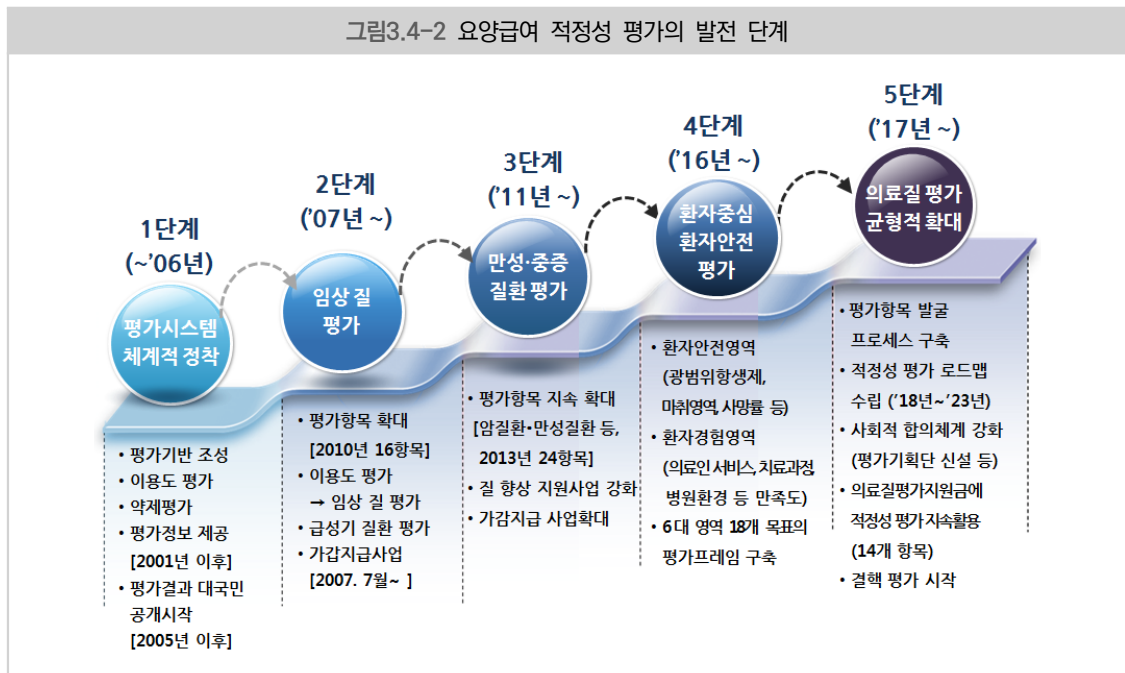 그림3.4-2 요양급여 적정성 평가의 발전 단계
1단계
(~'06년)
평가시스템
체계적 정착
• 평가기반 조성
• 이용도 평가
• 약제평가
• 평가정보 제공
[2001년 이후]
• 평가결과 대국민
공개시작
[2005년 이후]
2단계
('07년 ~)
임상 질
평가
• 평가항목 확대
[2010년 16항목]
• 이용도 평가
→ 임상 질 평가
• 급성기 질환 평가
• 가갑지급사업
[2007. 7월~ ]
3단계
('11년 ~)
만성·중증
질환 평가
• 평가항목 지속 확대
[암질환·만성질환 등,
2013년 24항목]
• 질 향상 지원사업 강화
• 가감지급 사업확대
4단계
('16년 ~)
환자중심
환자안전
평가
• 환자안전영역
(광범위항생제,
마취영역, 사망률 등)
• 환자경험영역
(의료인 서비스, 치료과정,
병원환경 등 만족도)
• 6대 영역 18개 목표의
평가프레임 구축
5단계
('17년 ~)
의료질 평가
균형적 확대
• 평가항목 발굴
프로세스 구축
• 적정성 평가 로드맵
수립 ('18년~'23년)
• 사회적 합의체계 강화
(평가기획단 신설 등)
• 의료질평가지원금에
적정성 평가 지속활용
(14개 항목)
• 결핵 평가 시작